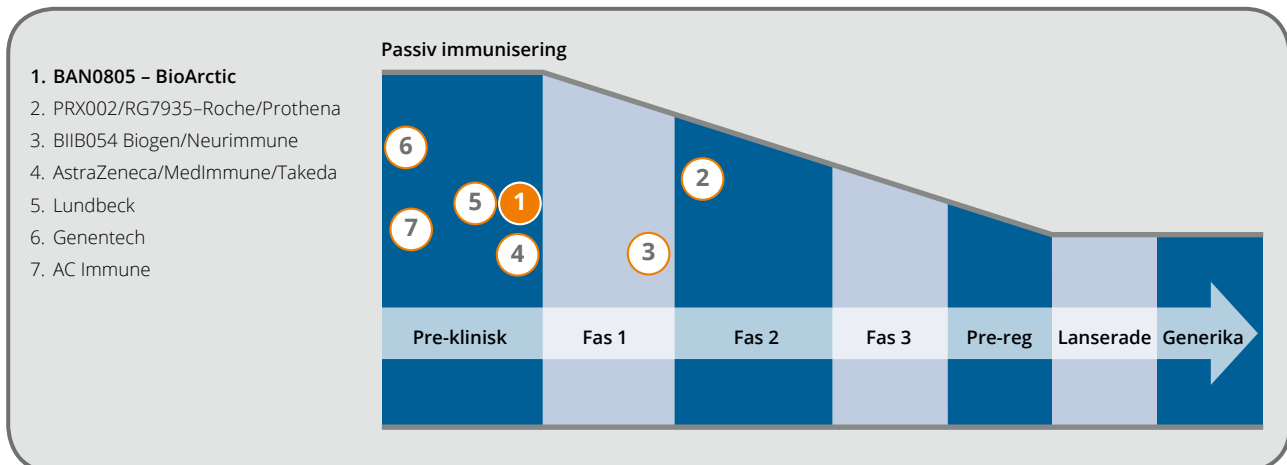 Passiv immunisering
1. BAN0805 – BioArctic
2. PRX002/RG7935–Roche/Prothena
3. BIIB054 Biogen/Neurimmune
4. AstraZeneca/MedImmune/Takeda
5. Lundbeck
6. Genentech
7. AC Immune
6
2
5
1
7
4
3
Pre-klinisk
Fas 1
Fas 2
Fas 3
Pre-reg
Lanserade
Generika